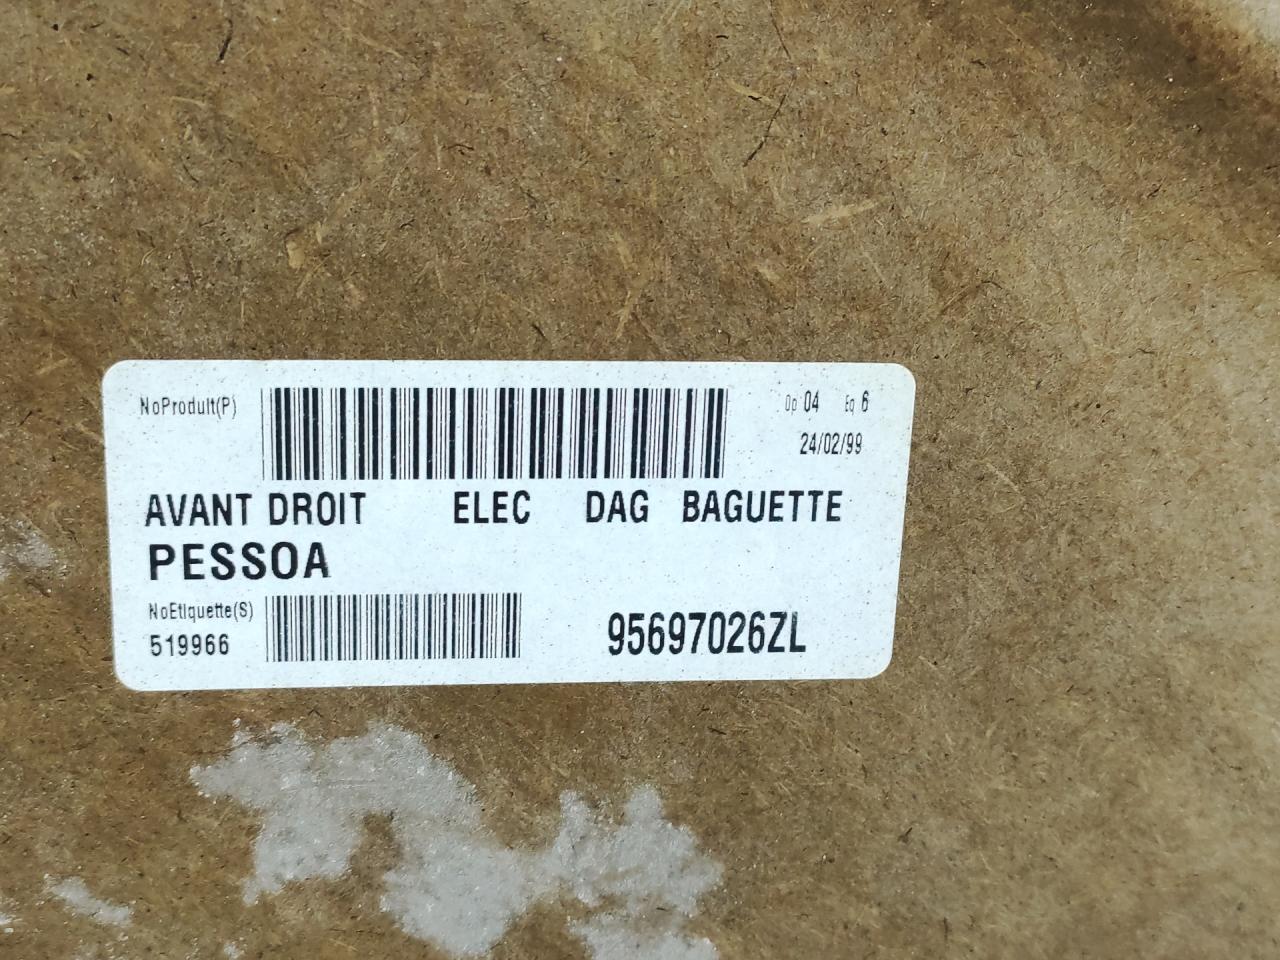 NoProduit(P)
Op 04 Eq 6
24/02/99
AVANT DROIT ELEC DAG BAGUETTE
PESSOA
NoEtiquette(S)
519966
95697026ZL